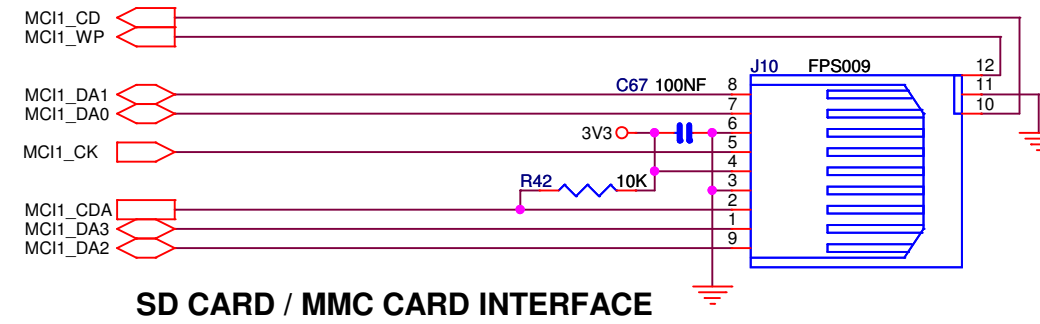 MCI1_CD
MCI1_WP
J10 FPS009
12
11
10
C67 100NF
MCI1_DA1 8
MCI1_DA0 7
3V3 6
MCI1_CK 5
4
R42 10K 3
MCI1_CDA 2
MCI1_DA3 1
MCI1_DA2 9
SD CARD / MMC CARD INTERFACE